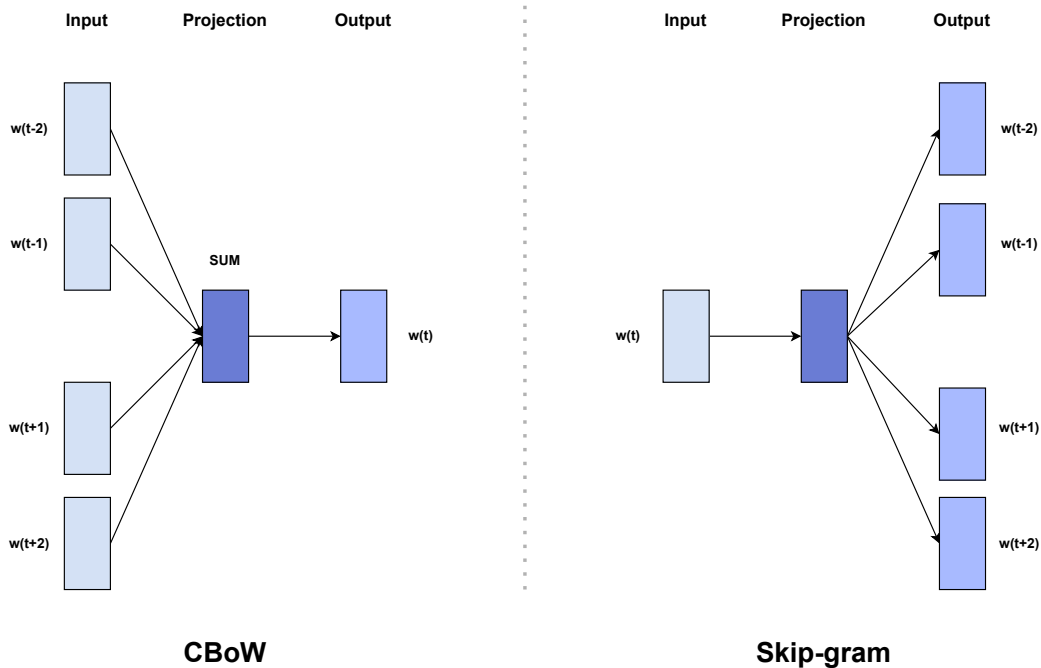 Input Projection Output
w(t-2)
w(t-1)
SUM
w(t)
w(t+1)
w(t+2)
CBoW
Input Projection Output
w(t-2)
w(t-1)
w(t)
w(t+1)
w(t+2)
Skip-gram